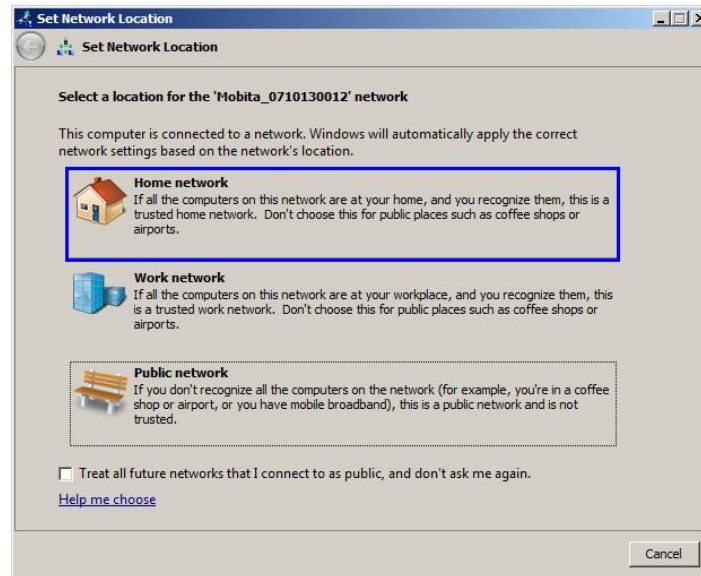 Set Network Location
Set Network Location
Select a location for the 'Mobita_0710130012' network
This computer is connected to a network. Windows will automatically apply the correct
network settings based on the network's location.
Home network
If all the computers on this network are at your home, and you recognize them, this is a
trusted home network. Don't choose this for public places such as coffee shops or
airports.
Work network
If all the computers on this network are at your workplace, and you recognize them, this
is a trusted work network. Don't choose this for public places such as coffee shops or
airports.
Public network
If you don't recognize all the computers on the network (for example, you're in a coffee
shop or airport, or you have mobile broadband), this is a public network and is not
trusted.
Treat all future networks that I connect to as public, and don't ask me again.
Help me choose
Cancel